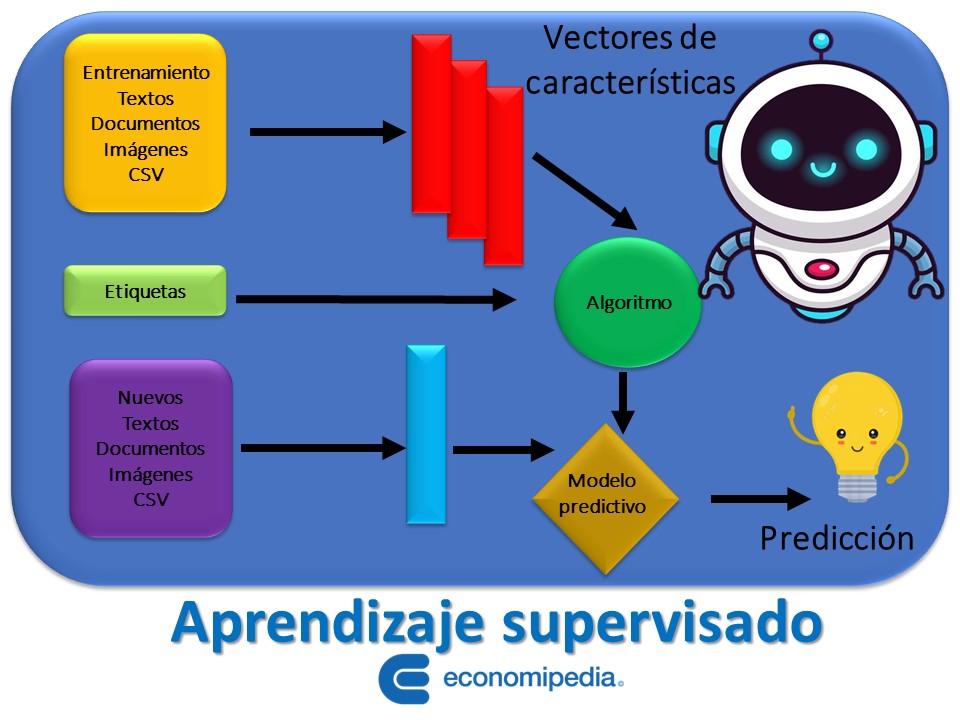 Vectores de
características
Entrenamiento
Textos
Documentos
Imágenes
CSV
Etiquetas
Algoritmo
Nuevos
Textos
Documentos
Imágenes
CSV
Modelo
predictivo
Predicción
Aprendizaje supervisado
economipedia